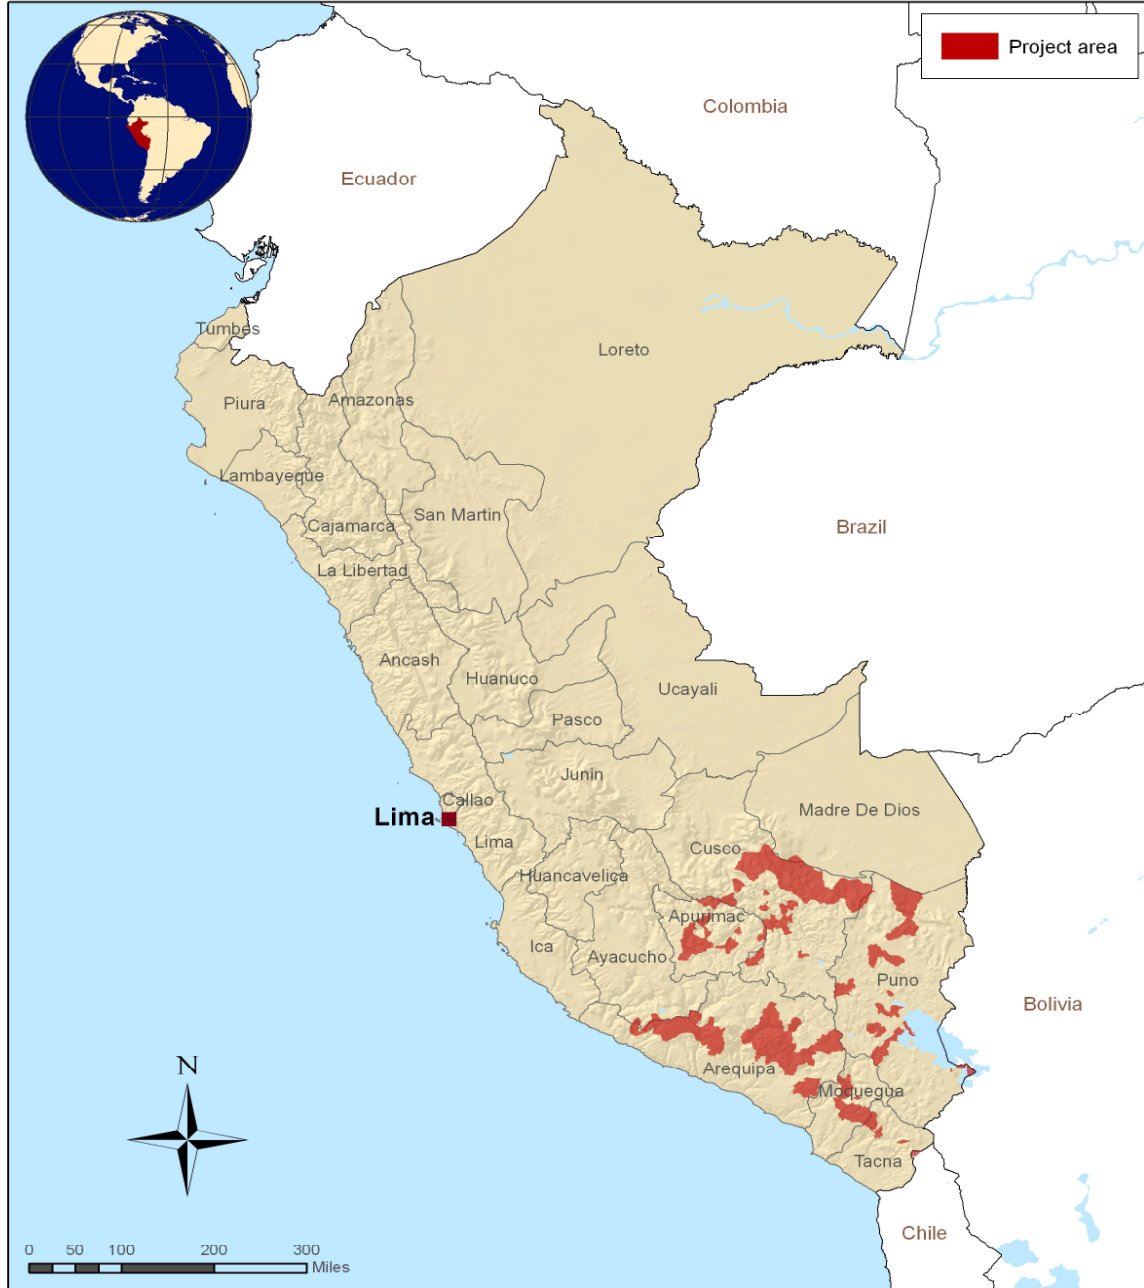 Project area
Colombia
Ecuador
Tumbes
Loreto
Piura
Amazonas
Lambayeque
San Martin
Cajamarca
Brazil
La Libertad
Ancash
Huanuco
Ucayali
Pasco
Junin
Callao
Madre De Dios
Lima
Lima
Cusco
Huancavelica
Apurimac
Ica
Ayacucho
Puno
Bolivia
Arequipa
Moquegua
N
Tacna
Chile
0 50 100 200 300
Miles